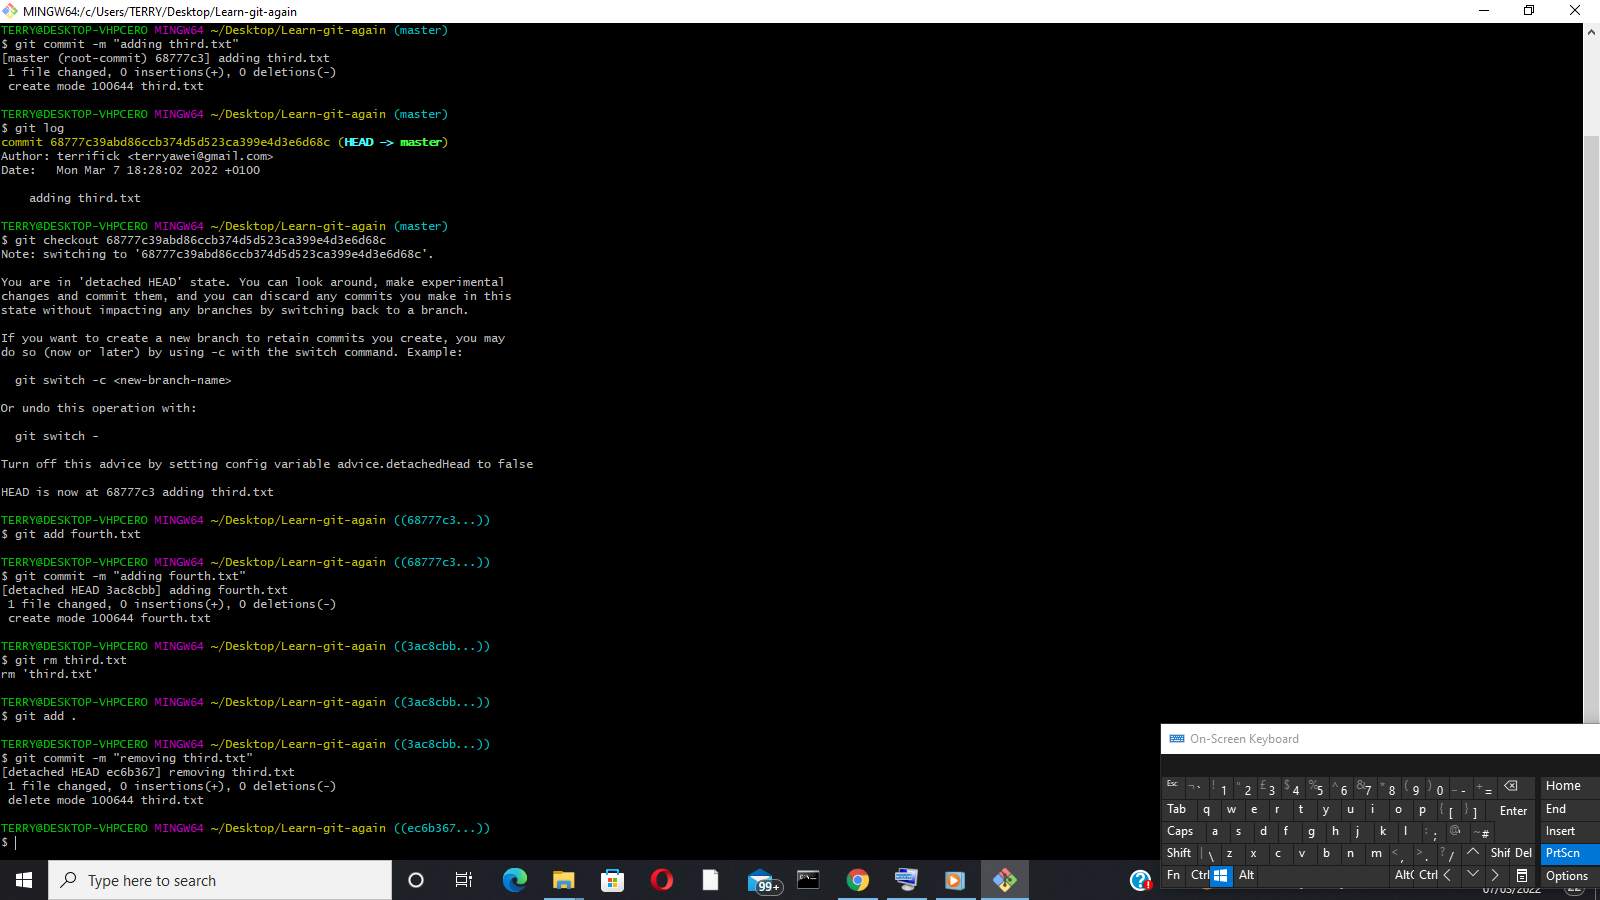 MINGW64:/c/Users/TERRY/Desktop/Learn-git-again
TERRY@DESKTOP-VHPCERO MINGW64 ~/Desktop/Learn-git-again (master)
$ git commit -m "adding third.txt"
[master (root-commit) 68777c3] adding third.txt
 1 file changed, 0 insertions(+), 0 deletions(-)
 create mode 100644 third.txt

TERRY@DESKTOP-VHPCERO MINGW64 ~/Desktop/Learn-git-again (master)
$ git log
commit 68777c39abd86ccb374d5d523ca399e4d3e6d68c (HEAD -> master)
Author: terrifick <terryawei@gmail.com>
Date:   Mon Mar 7 18:28:02 2022 +0100

    adding third.txt

TERRY@DESKTOP-VHPCERO MINGW64 ~/Desktop/Learn-git-again (master)
$ git checkout 68777c39abd86ccb374d5d523ca399e4d3e6d68c
Note: switching to '68777c39abd86ccb374d5d523ca399e4d3e6d68c'.

You are in 'detached HEAD' state. You can look around, make experimental
changes and commit them, and you can discard any commits you make in this
state without impacting any branches by switching back to a branch.

If you want to create a new branch to retain commits you create, you may
do so (now or later) by using -c with the switch command. Example:

  git switch -c <new-branch-name>

Or undo this operation with:

  git switch -

Turn off this advice by setting config variable advice.detachedHead to false

HEAD is now at 68777c3 adding third.txt

TERRY@DESKTOP-VHPCERO MINGW64 ~/Desktop/Learn-git-again ((68777c3...))
$ git add fourth.txt

TERRY@DESKTOP-VHPCERO MINGW64 ~/Desktop/Learn-git-again ((68777c3...))
$ git commit -m "adding fourth.txt"
[detached HEAD 3ac8cbb] adding fourth.txt
 1 file changed, 0 insertions(+), 0 deletions(-)
 create mode 100644 fourth.txt

TERRY@DESKTOP-VHPCERO MINGW64 ~/Desktop/Learn-git-again ((3ac8cbb...))
$ git rm third.txt
rm 'third.txt'

TERRY@DESKTOP-VHPCERO MINGW64 ~/Desktop/Learn-git-again ((3ac8cbb...))
$ git add .

TERRY@DESKTOP-VHPCERO MINGW64 ~/Desktop/Learn-git-again ((3ac8cbb...))
$ git commit -m "removing third.txt"
[detached HEAD ec6b367] removing third.txt
 1 file changed, 0 insertions(+), 0 deletions(-)
 delete mode 100644 third.txt

TERRY@DESKTOP-VHPCERO MINGW64 ~/Desktop/Learn-git-again ((ec6b367...))
$
On-Screen Keyboard
Esc ¬ ` ! 1 " 2 £ 3 $ 4 % 5 ^ 6 & 7 * 8 ( 9 ) 0 _ - + = Home
Tab q w e r t y u i o p { [ } ] Enter End
Caps a s d f g h j k l : ; @ ' ~ # Insert
Shift | \ z x c v b n m < , > . ? / Shif Del PrtScn
Fn Ctrl Alt Alt Ctrl Options
Type here to search
99+
07/03/2022
22